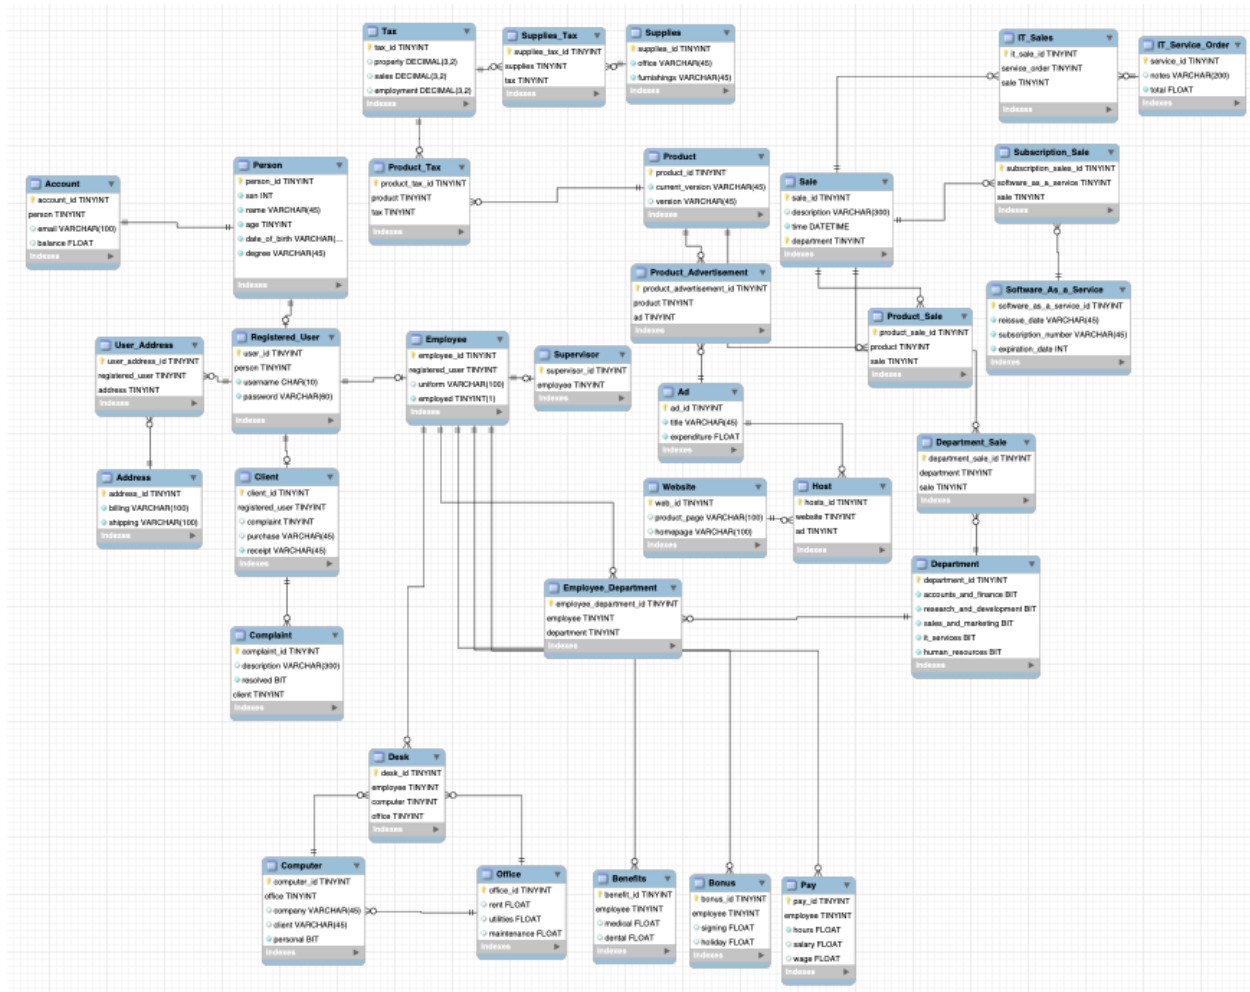 Tax
tax_id TINYINT
property DECIMAL(3,2)
sales DECIMAL(3,2)
employment DECIMAL(3,2)
Indexes
Supplies_Tax
supplies_tax_id TINYINT
supplies TINYINT
tax TINYINT
Indexes
Supplies
supplies_id TINYINT
office VARCHAR(45)
furnishings VARCHAR(45)
Indexes
IT_Sales
it_sale_id TINYINT
service_order TINYINT
sale TINYINT
Indexes
IT_Service_Order
service_id TINYINT
notes VARCHAR(200)
total FLOAT
Indexes
Account
account_id TINYINT
person TINYINT
email VARCHAR(100)
balance FLOAT
Indexes
Person
person_id TINYINT
ssn INT
name VARCHAR(45)
age TINYINT
date_of_birth VARCHAR(...
degree VARCHAR(45)
Indexes
Product_Tax
product_tax_id TINYINT
product TINYINT
tax TINYINT
Indexes
Product
product_id TINYINT
current_version VARCHAR(45)
version VARCHAR(45)
Indexes
Sale
sale_id TINYINT
description VARCHAR(300)
time DATETIME
department TINYINT
Indexes
Subscription_Sale
subscription_sales_id TINYINT
software_as_a_service TINYINT
sale TINYINT
Indexes
Product_Advertisement
product_advertisement_id TINYINT
product TINYINT
ad TINYINT
Indexes
Software_As_a_Service
software_as_a_service_id TINYINT
reissue_date VARCHAR(45)
subscription_number VARCHAR(45)
expiration_date INT
Indexes
Product_Sale
product_sale_id TINYINT
product TINYINT
sale TINYINT
Indexes
User_Address
user_address_id TINYINT
registered_user TINYINT
address TINYINT
Indexes
Registered_User
user_id TINYINT
person TINYINT
username CHAR(10)
password VARCHAR(60)
Indexes
Employee
employee_id TINYINT
registered_user TINYINT
uniform VARCHAR(100)
employed TINYINT(1)
Indexes
Supervisor
supervisor_id TINYINT
employee TINYINT
Indexes
Ad
ad_id TINYINT
title VARCHAR(45)
expenditure FLOAT
Indexes
Department_Sale
department_sale_id TINYINT
department TINYINT
sale TINYINT
Indexes
Address
address_id TINYINT
billing VARCHAR(100)
shipping VARCHAR(100)
Indexes
Client
client_id TINYINT
registered_user TINYINT
complaint TINYINT
purchase VARCHAR(45)
receipt VARCHAR(45)
Indexes
Website
web_id TINYINT
product_page VARCHAR(100)
homepage VARCHAR(100)
Indexes
Host
hosts_id TINYINT
website TINYINT
ad TINYINT
Indexes
Employee_Department
employee_department_id TINYINT
employee TINYINT
department TINYINT
Indexes
Department
department_id TINYINT
accounts_and_finance BIT
research_and_development BIT
sales_and_marketing BIT
it_services BIT
human_resources BIT
Indexes
Complaint
complaint_id TINYINT
description VARCHAR(300)
resolved BIT
client TINYINT
Indexes
Desk
desk_id TINYINT
employee TINYINT
computer TINYINT
office TINYINT
Indexes
Computer
computer_id TINYINT
office TINYINT
company VARCHAR(45)
client VARCHAR(45)
personal BIT
Indexes
Office
office_id TINYINT
rent FLOAT
utilities FLOAT
maintenance FLOAT
Indexes
Benefits
benefit_id TINYINT
employee TINYINT
medical FLOAT
dental FLOAT
Indexes
Bonus
bonus_id TINYINT
employee TINYINT
signing FLOAT
holiday FLOAT
Indexes
Pay
pay_id TINYINT
employee TINYINT
hours FLOAT
salary FLOAT
wage FLOAT
Indexes